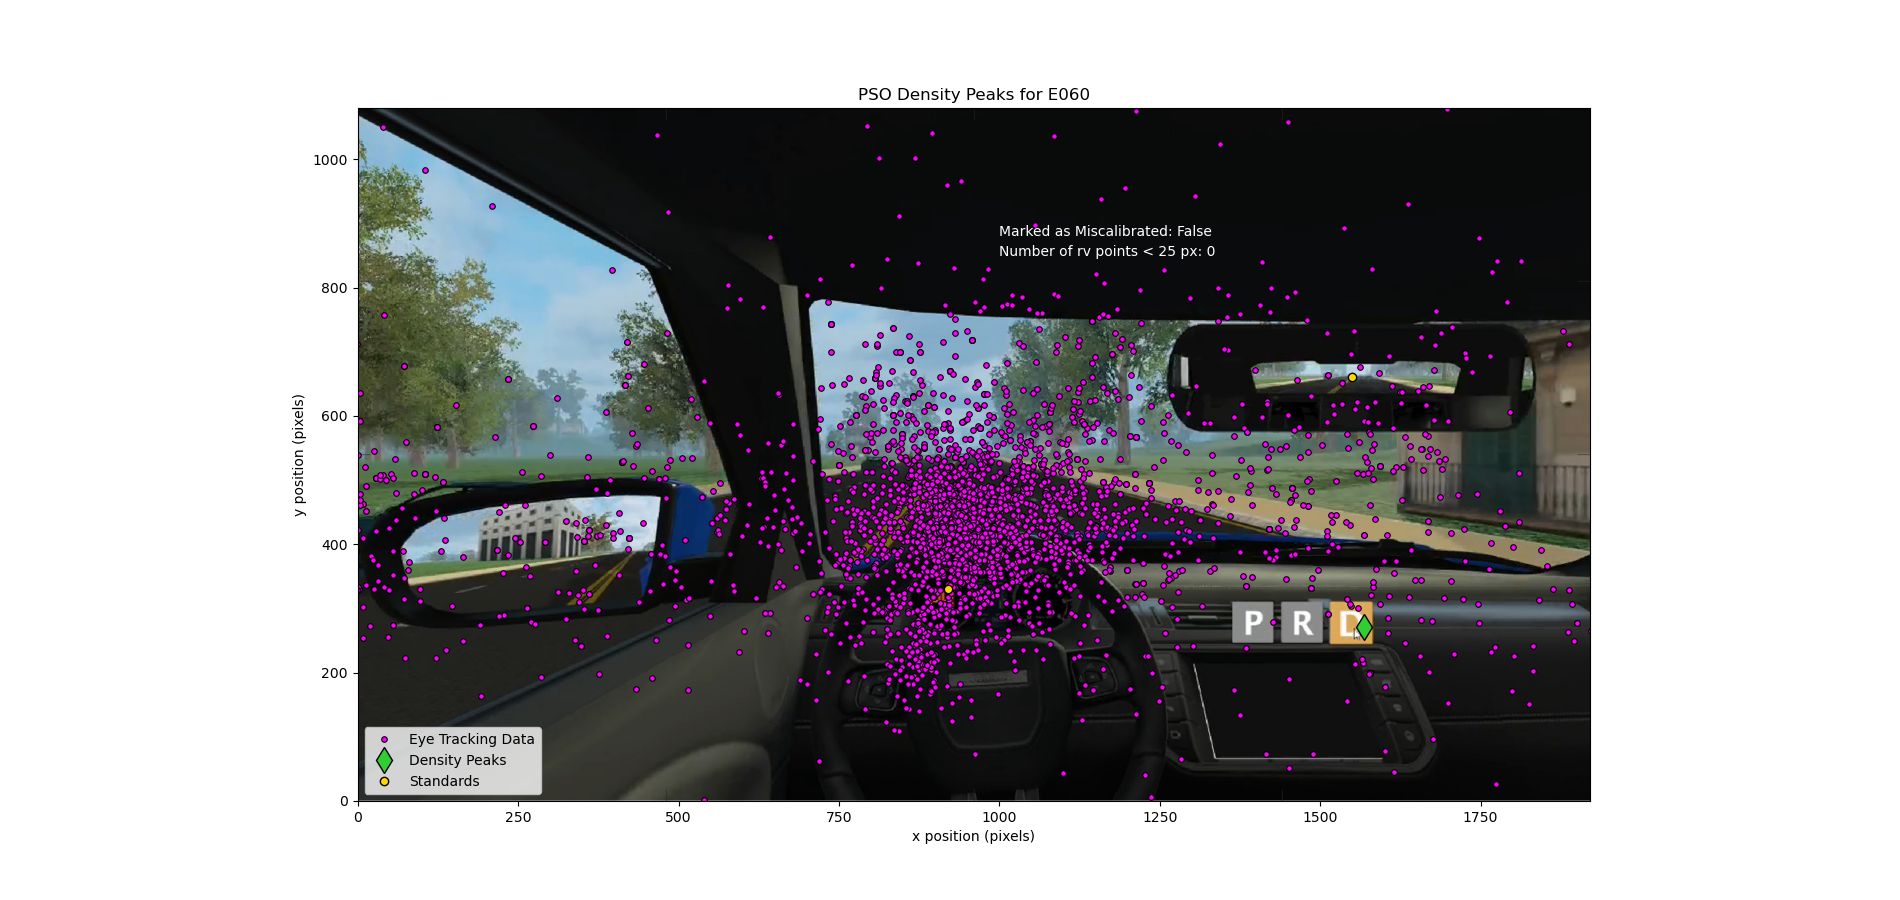 PSO Density Peaks for E060
Marked as Miscalibrated: False
Number of rv points < 25 px: 0
y position (pixels)
1000
800
600
400
200
0
P R D
Eye Tracking Data
Density Peaks
Standards
0 250 500 750 1000 1250 1500 1750
x position (pixels)